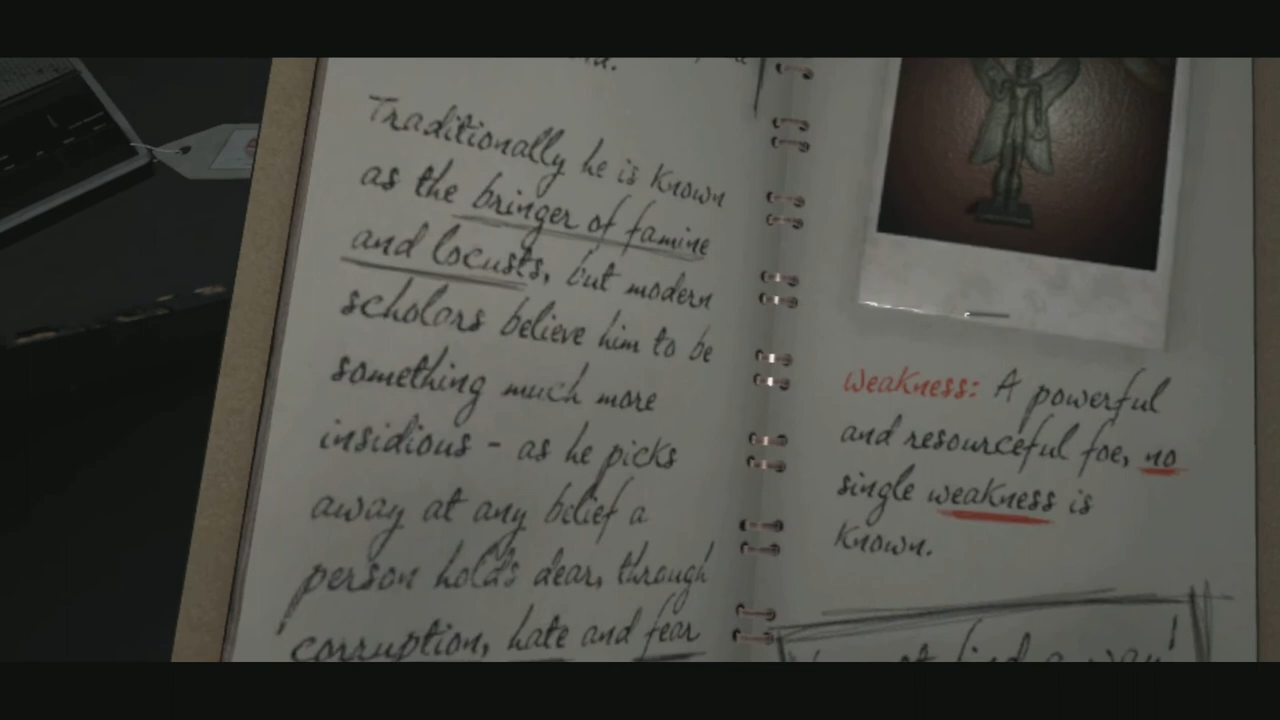 Traditionally he is known
as the bringer of famine
and locusts, but modern
scholars believe him to be
something much more
insidious - as he picks
away at any belief a
person holds dear, through
corruption, hate and fear
Weakness: A powerful
and resourceful foe, no
single weakness is
known.
find a way